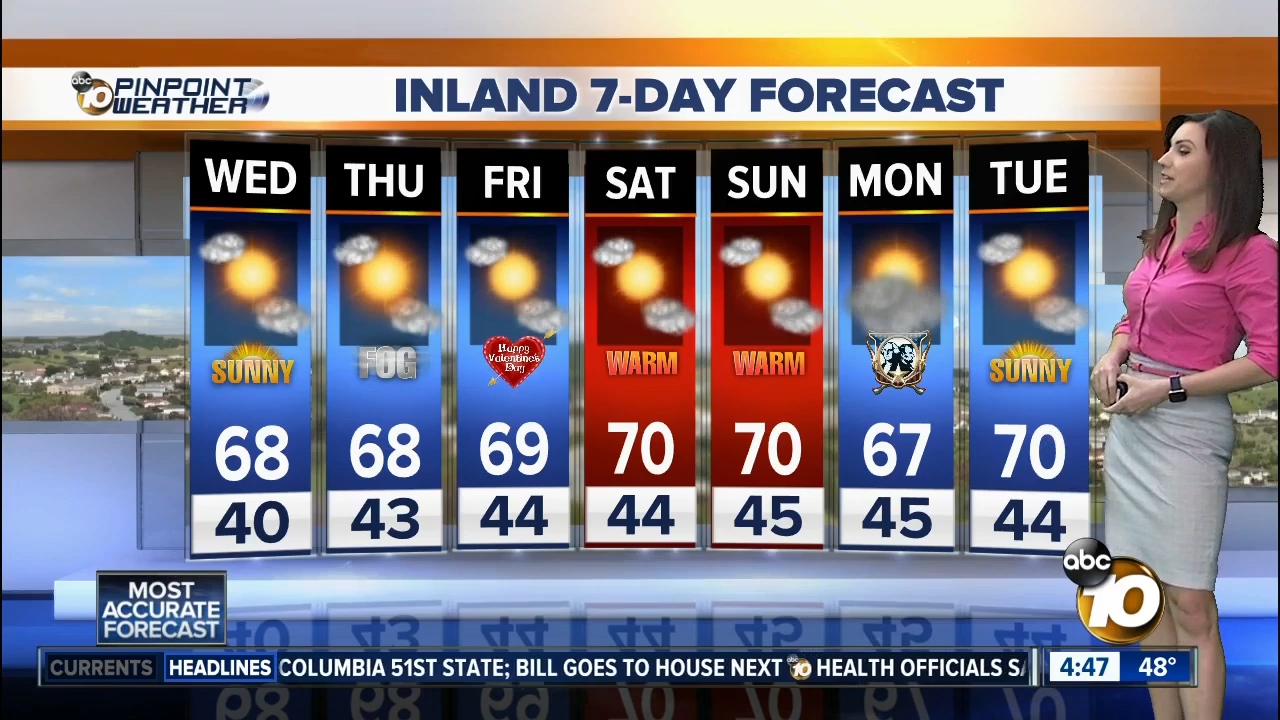 abc 10 PINPOINT WEATHER
INLAND 7-DAY FORECAST
WED THU FRI SAT SUN MON TUE
SUNNY FOG Happy Valentine's Day WARM WARM SUNNY
68 68 69 70 70 67 70
40 43 44 44 45 45 44
abc 10
MOST
ACCURATE
FORECAST
CURRENTS HEADLINES COLUMBIA 51ST STATE; BILL GOES TO HOUSE NEXT abc 10 HEALTH OFFICIALS 4:47 48°